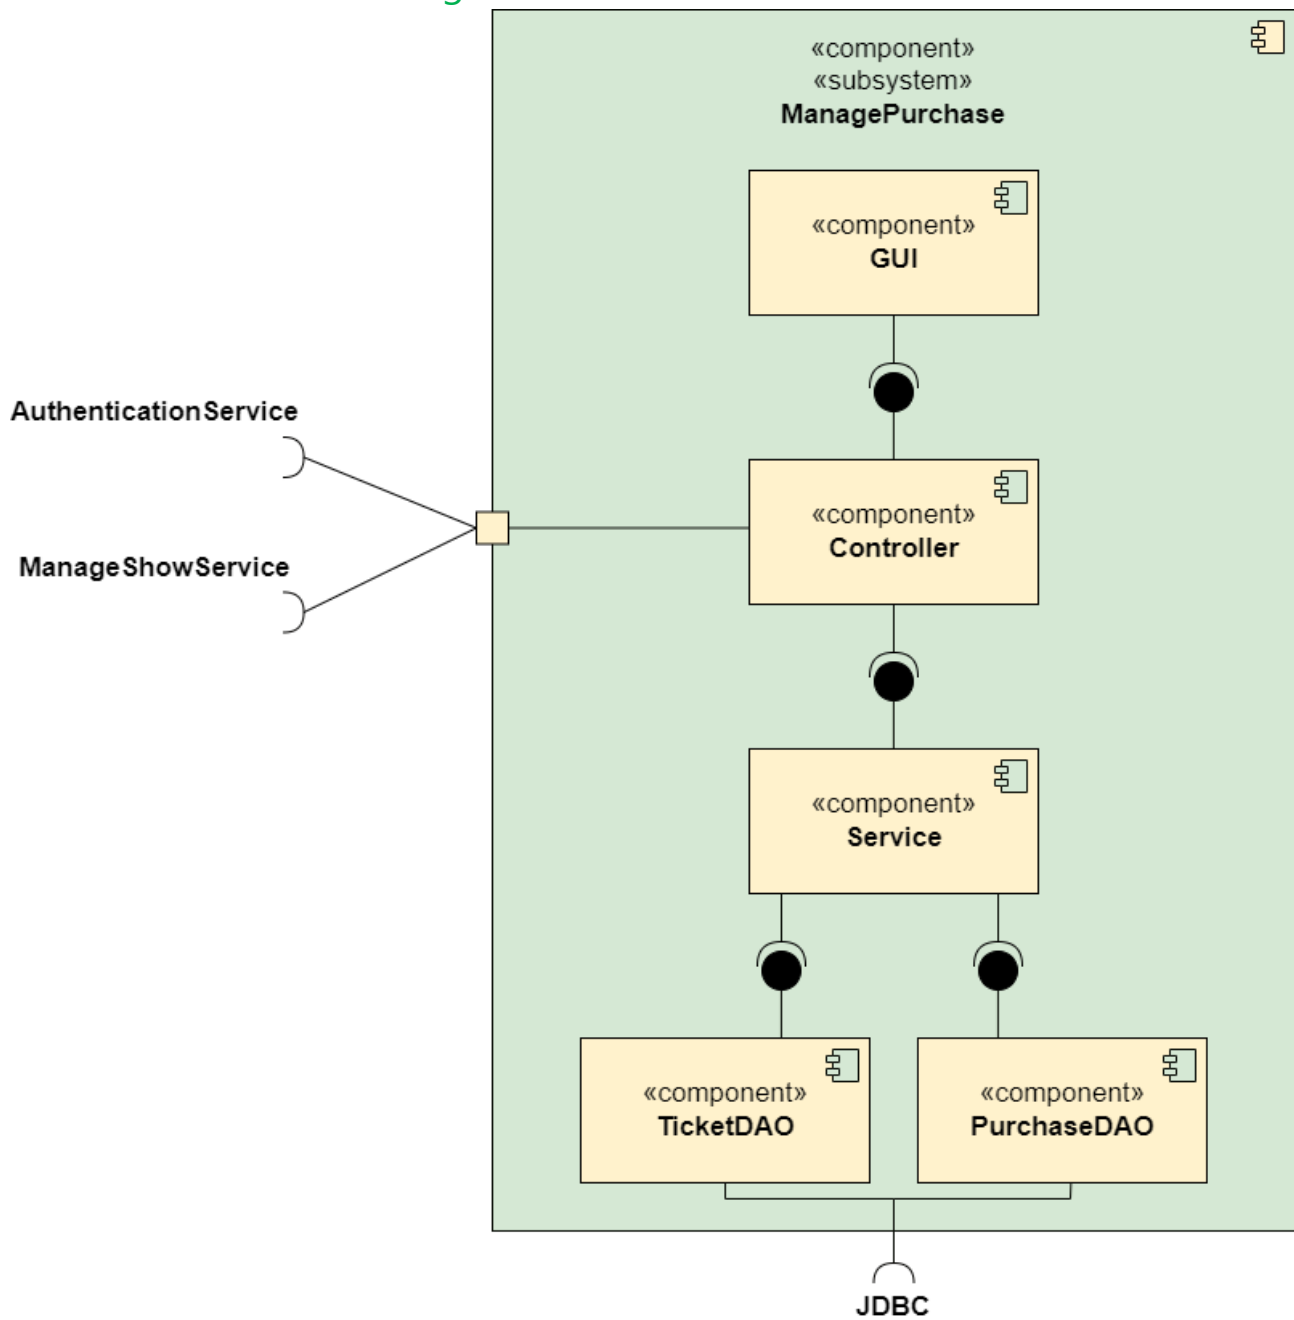 «component»
«subsystem»
ManagePurchase
«component»
GUI
AuthenticationService
ManageShowService
«component»
Controller
«component»
Service
«component»
TicketDAO
«component»
PurchaseDAO
JDBC